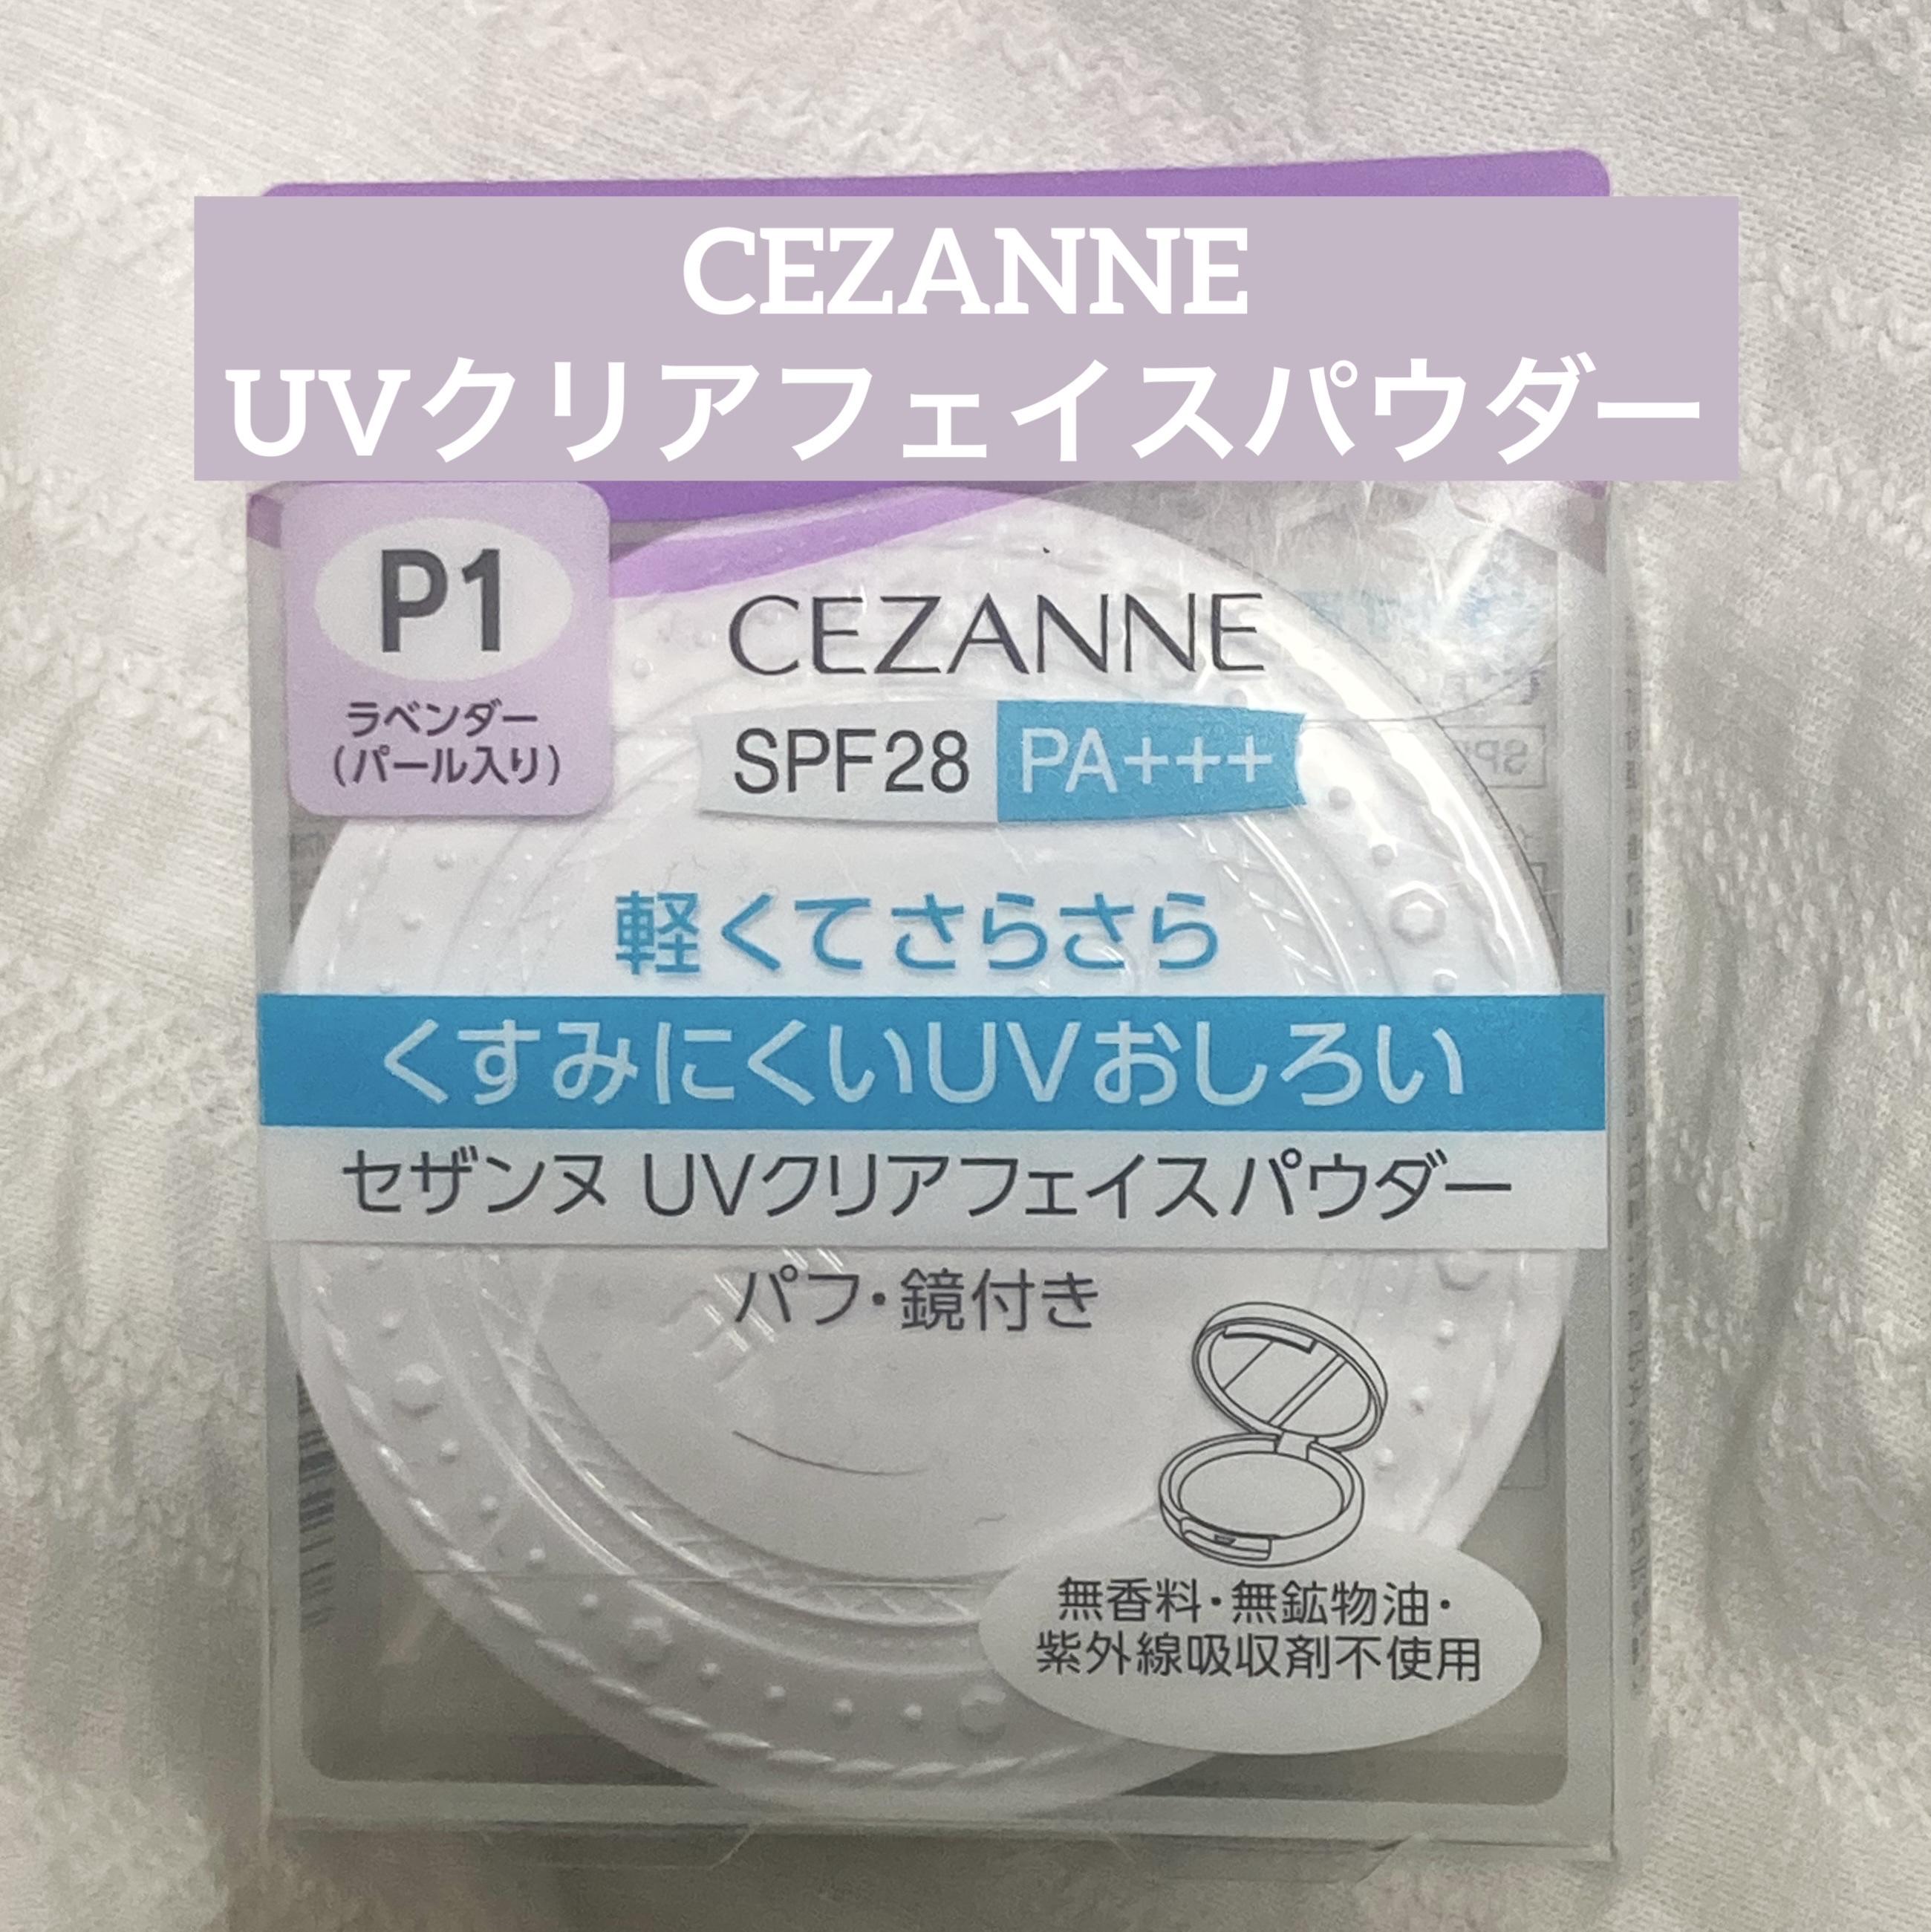 CEZANNE
UVクリアフェイスパウダー
P1
ラベンダー
(パール入り)
CEZANNE
SPF28 PA+++
軽くてさらさら
くすみにくいUVおしろい
セザンヌ UVクリアフェイスパウダー
パフ・鏡付き
無香料・無鉱物油・
紫外線吸収剤不使用